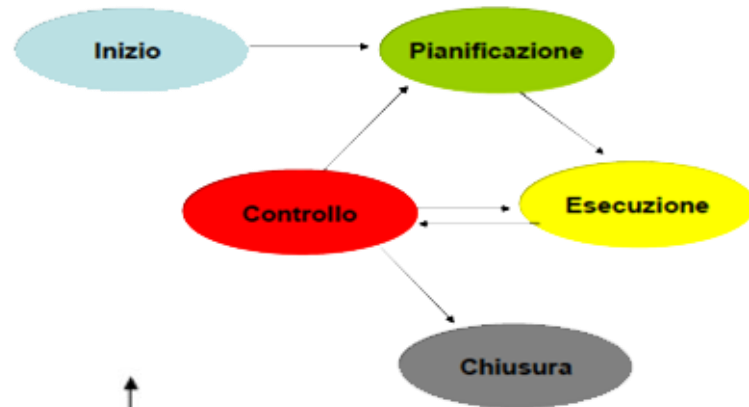 Inizio
Pianificazione
Controllo
Esecuzione
Chiusura